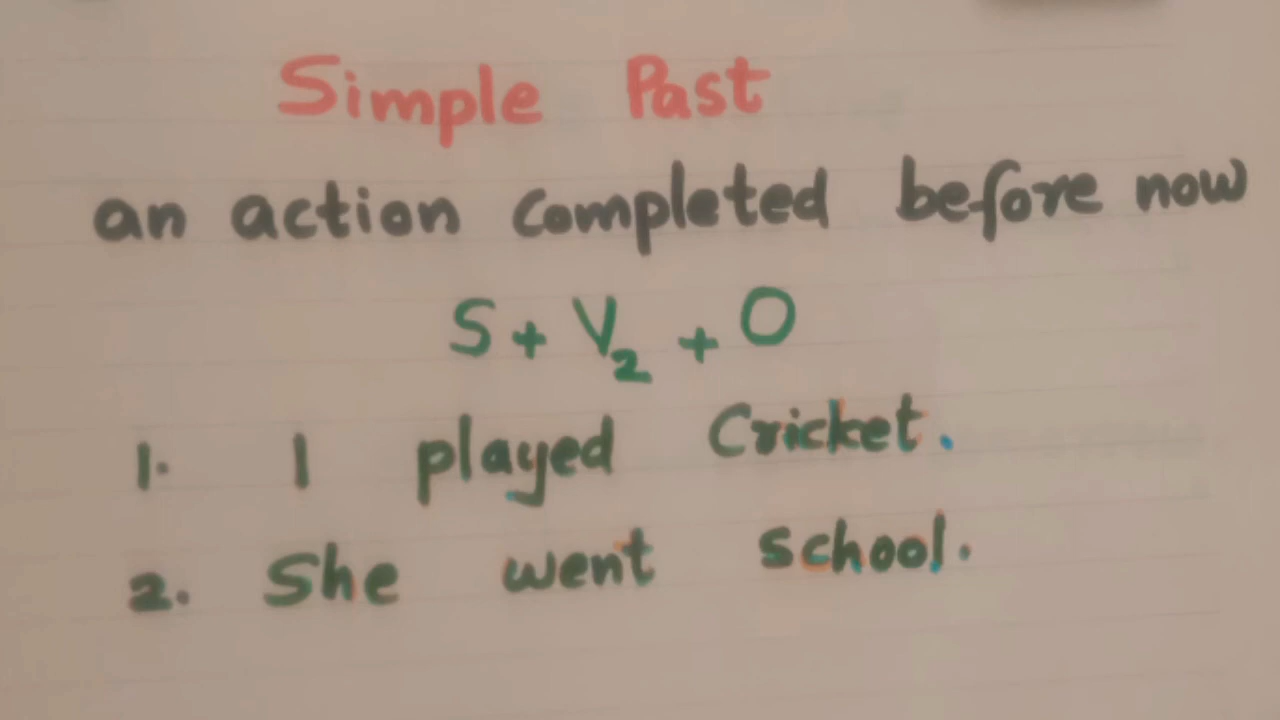 Simple Past
an action completed before now
S + V₂ + O
1. I played Cricket.
2. She went school.